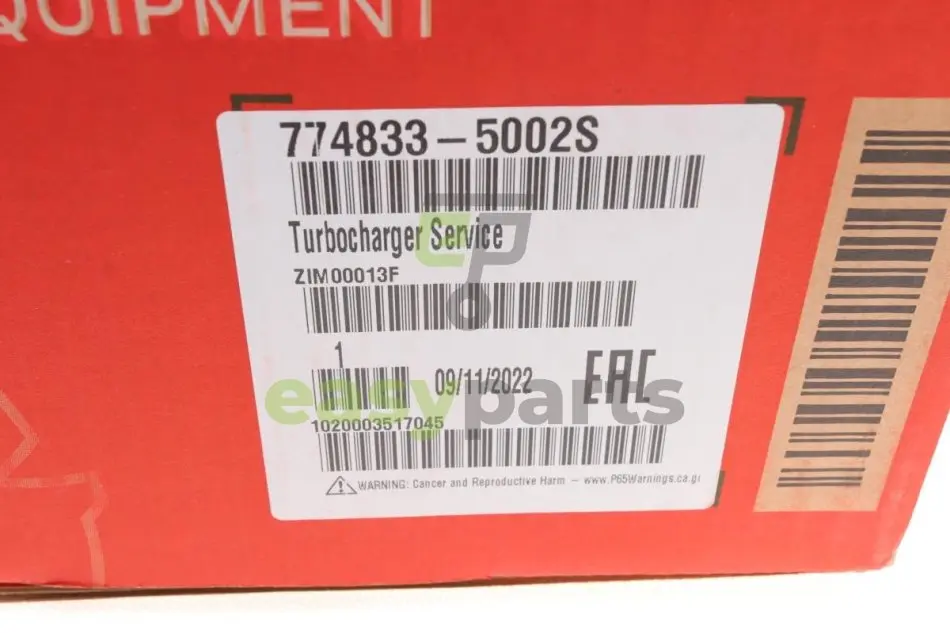 QUIPMENT
774833-5002S
Turbocharger Service
ZIM00013F
1
09/11/2022
EAC
easyparts
1020003517045
WARNING: Cancer and Reproductive Harm - www.P65Warnings.ca.gov